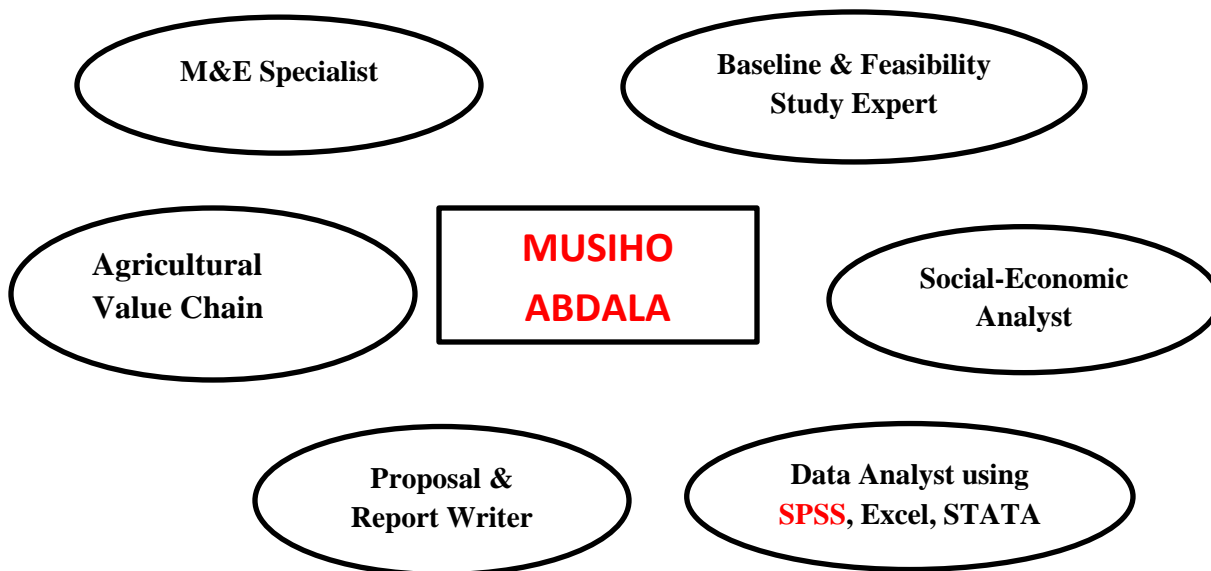 M&E Specialist
Baseline & Feasibility
Study Expert
Agricultural
Value Chain
MUSIHO
ABDALA
Social-Economic
Analyst
Proposal &
Report Writer
Data Analyst using
SPSS, Excel, STATA